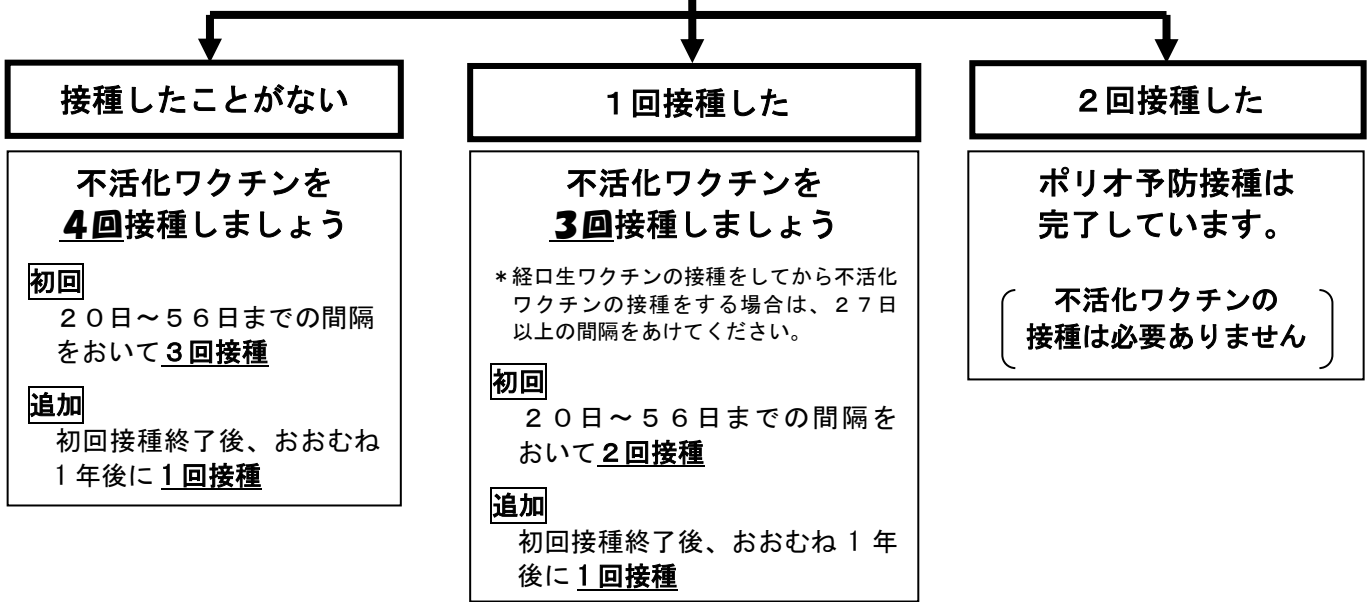 接種したことがない
不活化ワクチンを
4回接種しましょう
初回
20日～56日までの間隔
をおいて3回接種
追加
初回接種終了後、おおむね
1年後に1回接種
1回接種した
不活化ワクチンを
3回接種しましょう
*経口生ワクチンの接種をしてから不活化
ワクチンの接種をする場合は、27日
以上の間隔をあけてください。
初回
20日～56日までの間隔を
おいて2回接種
追加
初回接種終了後、おおむね1年
後に1回接種
2回接種した
ポリオ予防接種は
完了しています。
不活化ワクチンの
接種は必要ありません